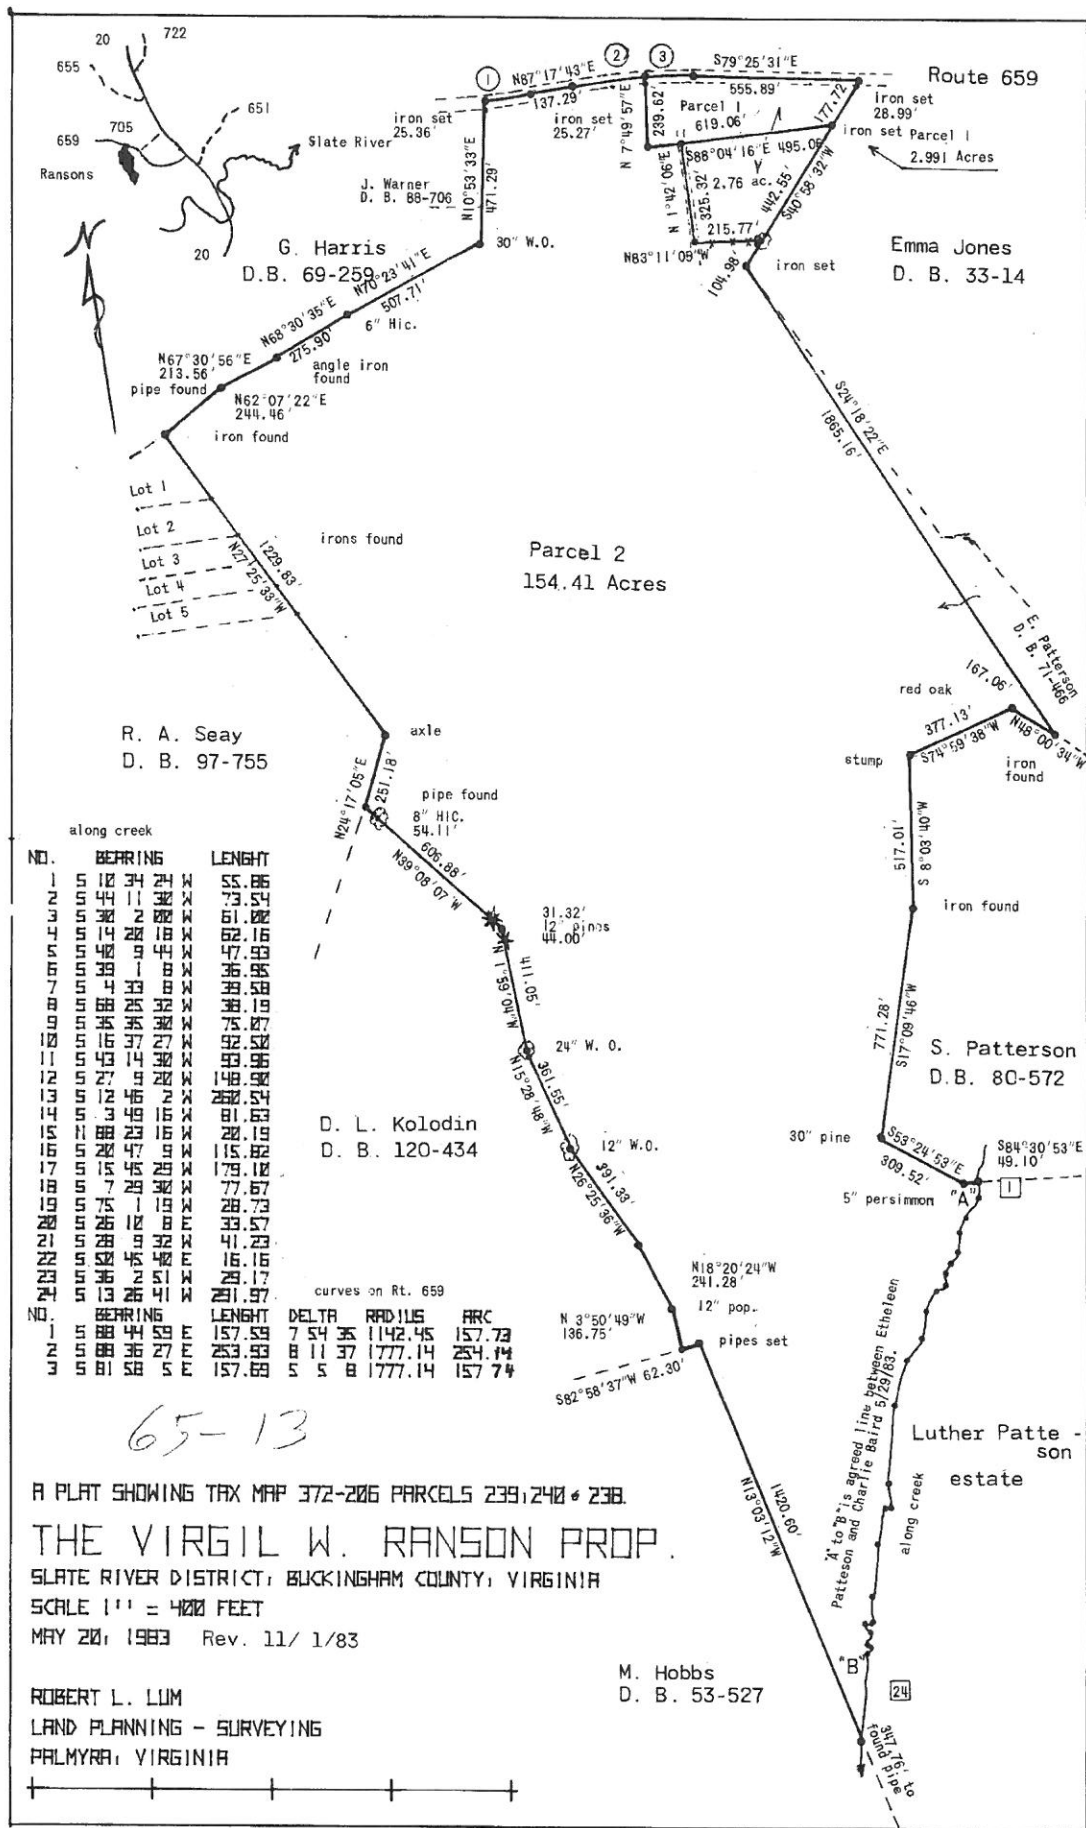 722
20
655
651
659
705
Slate River
Ransons
20
N
1
2
3
N87°17'43"E
137.29'
S79°25'31"E
555.89'
Route 659
iron set
25.36'
iron set
25.27'
N 7°49'57"E
239.62'
Parcel 1
619.06'
177.72
iron set
28.99'
iron set
Parcel 1
2.991 Acres
S88°04'16"E 495.06
2.76 ac.
N 1°42'06"E
325.32'
442.55'
S40°58'32"W
215.77'
N83°11'09"W
104.98'
iron set
J. Warner
D. B. 88-706
N10°53'33"E
471.29'
30" W.O.
G. Harris
D.B. 69-259
N70°23'41"E
507.71'
6" Hic.
Emma Jones
D. B. 33-14
N68°30'35"E
275.90'
angle iron
found
N67°30'56"E
213.56'
pipe found
N62°07'22"E
244.46'
iron found
S24°18'22"E
1865.16'
Lot 1
Lot 2
Lot 3
Lot 4
Lot 5
irons found
1229.83'
N27°25'33"W
Parcel 2
154.41 Acres
E. Patterson
D. B. 71-466
167.06'
red oak
377.13'
S74°59'38"W
N48°00'34"W
iron
found
stump
R. A. Seay
D. B. 97-755
axle
N24°17'05"E
251.18'
pipe found
8" HIC.
54.11'
606.88'
N39°08'07"W
517.01'
S 8°03'40"W
iron found
along creek
NO. BEARING LENGHT
1 S 10 34 24 W 55.86
2 S 44 11 30 W 73.54
3 S 30 2 00 W 61.00
4 S 14 20 18 W 62.16
5 S 40 9 44 W 47.93
6 S 39 1 8 W 36.95
7 S 4 33 8 W 39.58
8 S 68 25 32 W 38.19
9 S 35 35 30 W 75.07
10 S 16 37 27 W 92.50
11 S 43 14 30 W 93.96
12 S 27 9 20 W 148.90
13 S 12 46 2 W 260.54
14 S 3 49 16 W 81.63
15 N 88 23 16 W 20.19
16 S 20 47 9 W 115.82
17 S 15 45 29 W 179.10
18 S 7 29 30 W 77.67
19 S 75 1 19 W 28.73
20 S 26 10 8 E 33.57
21 S 28 9 32 W 41.23
22 S 50 45 40 E 16.16
23 S 36 2 51 W 29.17
24 S 13 26 41 W 291.97
31.32'
12" pines
44.00'
N 1°59'04"W
411.05'
24" W. O.
N15°28'48"W
361.55'
12" W.O.
D. L. Kolodin
D. B. 120-434
N26°25'36"W
391.33'
771.28'
S17°09'46"W
S. Patterson
D.B. 80-572
30" pine
S53°24'53"E
309.52'
S84°30'53"E
49.10'
1
5" persimmon
"A"
N18°20'24"W
241.28'
12" pop.
N 3°50'49"W
136.75'
pipes set
S82°58'37"W 62.30'
curves on Rt. 659
NO. BEARING LENGHT DELTA RADIUS ARC
1 S 88 44 59 E 157.59 7 54 35 1142.45 157.73
2 S 88 36 27 E 253.93 8 11 37 1777.14 254.14
3 S 81 58 5 E 157.69 5 5 8 1777.14 157 74
65-13
"A" to "B" is agreed line between Etheleen
Patteson and Charlie Baird 5/29/83.
along creek
Luther Patte -
son
estate
1420.60'
N13°03'12"W
A PLAT SHOWING TAX MAP 372-206 PARCELS 239,240 & 238.
THE VIRGIL W. RANSON PROP.
SLATE RIVER DISTRICT, BUCKINGHAM COUNTY, VIRGINIA
SCALE 1" = 400 FEET
MAY 20, 1983 Rev. 11/ 1/83
"B"
M. Hobbs
D. B. 53-527
24
ROBERT L. LUM
LAND PLANNING - SURVEYING
PALMYRA, VIRGINIA
347.76' to
found pipe